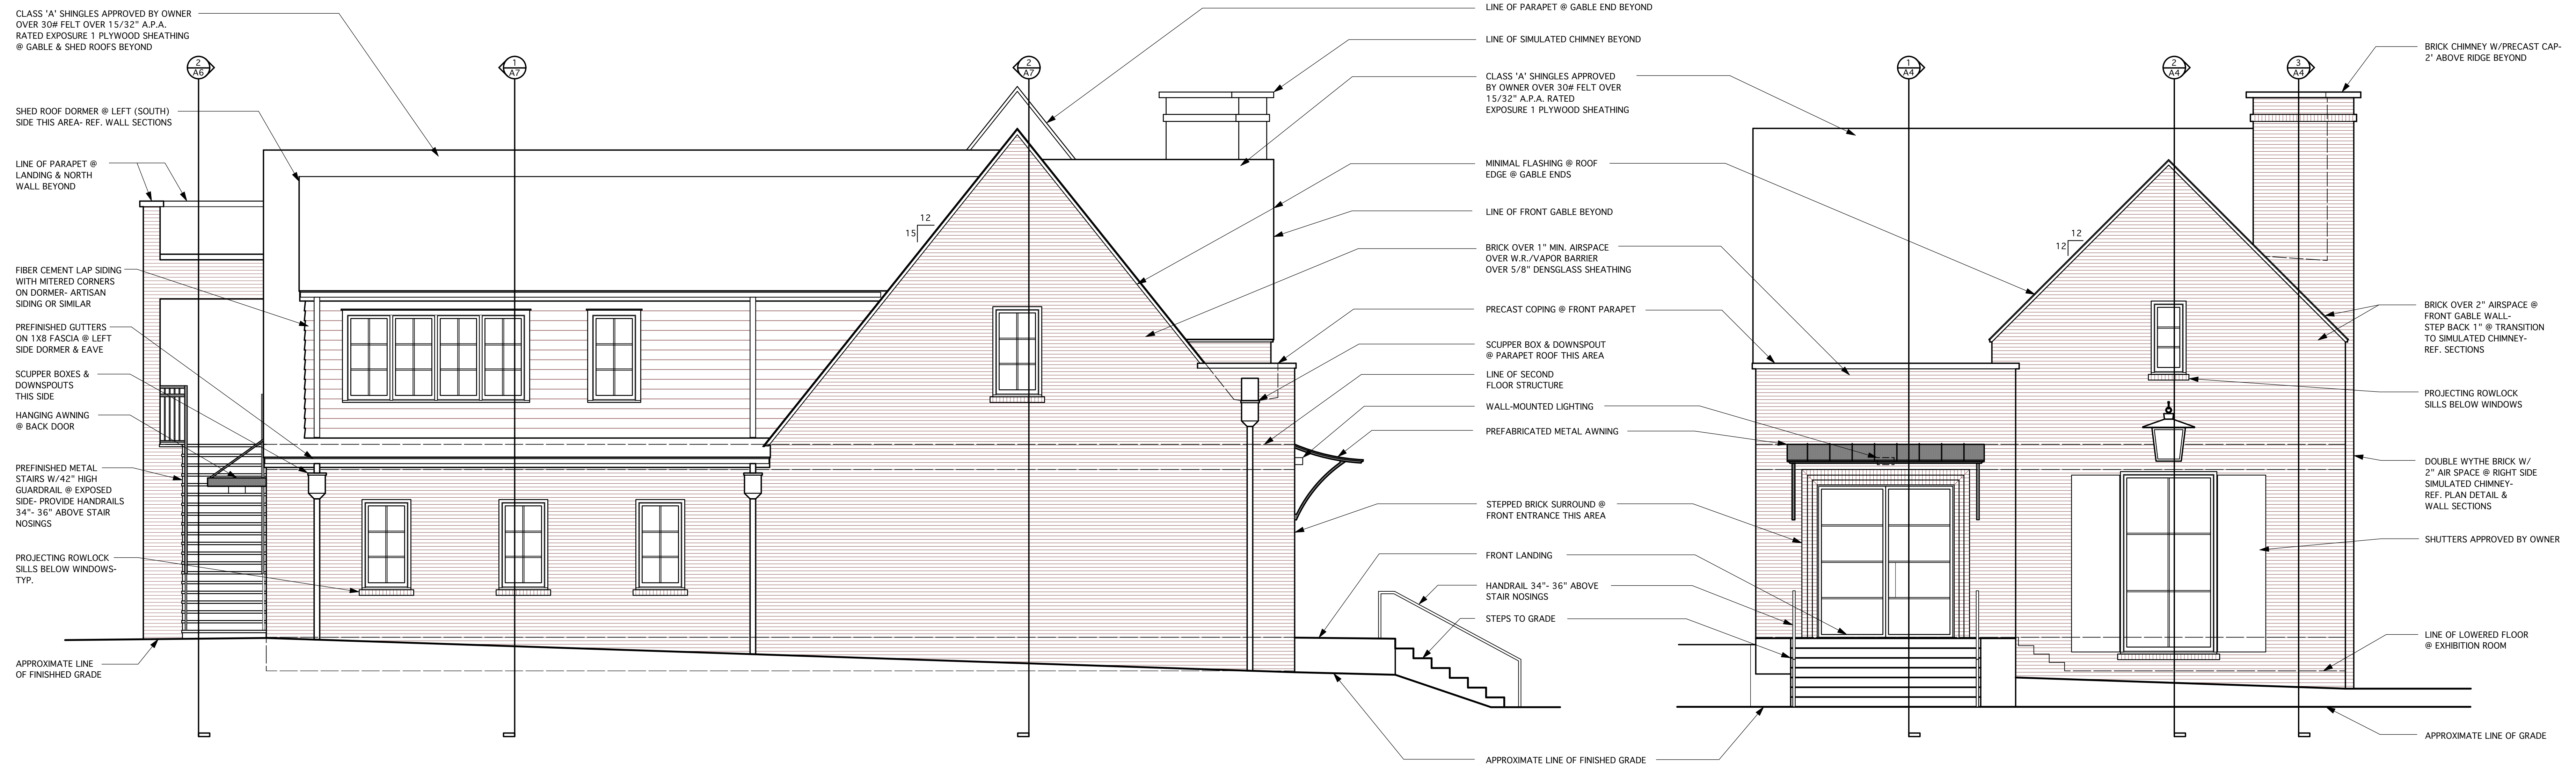 CLASS 'A' SHINGLES APPROVED BY OWNER
OVER 30# FELT OVER 15/32" A.P.A.
RATED EXPOSURE 1 PLYWOOD SHEATHING
@ GABLE & SHED ROOFS BEYOND
2
A6
1
A7
2
A7
SHED ROOF DORMER @ LEFT (SOUTH)
SIDE THIS AREA- REF. WALL SECTIONS
LINE OF PARAPET @
LANDING & NORTH
WALL BEYOND
12
15
FIBER CEMENT LAP SIDING
WITH MITERED CORNERS
ON DORMER- ARTISAN
SIDING OR SIMILAR
PREFINISHED GUTTERS
ON 1X8 FASCIA @ LEFT
SIDE DORMER & EAVE
SCUPPER BOXES &
DOWNSPOUTS
THIS SIDE
HANGING AWNING
@ BACK DOOR
PREFINISHED METAL
STAIRS W/42" HIGH
GUARDRAIL @ EXPOSED
SIDE- PROVIDE HANDRAILS
34"- 36" ABOVE STAIR
NOSINGS
PROJECTING ROWLOCK
SILLS BELOW WINDOWS-
TYP.
APPROXIMATE LINE
OF FINISHHED GRADE
LINE OF PARAPET @ GABLE END BEYOND
LINE OF SIMULATED CHIMNEY BEYOND
CLASS 'A' SHINGLES APPROVED
BY OWNER OVER 30# FELT OVER
15/32" A.P.A. RATED
EXPOSURE 1 PLYWOOD SHEATHING
MINIMAL FLASHING @ ROOF
EDGE @ GABLE ENDS
LINE OF FRONT GABLE BEYOND
BRICK OVER 1" MIN. AIRSPACE
OVER W.R./VAPOR BARRIER
OVER 5/8" DENSGLASS SHEATHING
PRECAST COPING @ FRONT PARAPET
SCUPPER BOX & DOWNSPOUT
@ PARAPET ROOF THIS AREA
LINE OF SECOND
FLOOR STRUCTURE
WALL-MOUNTED LIGHTING
PREFABRICATED METAL AWNING
STEPPED BRICK SURROUND @
FRONT ENTRANCE THIS AREA
FRONT LANDING
HANDRAIL 34"- 36" ABOVE
STAIR NOSINGS
STEPS TO GRADE
APPROXIMATE LINE OF FINISHED GRADE
1
A4
2
A4
3
A4
12
12
BRICK CHIMNEY W/PRECAST CAP-
2' ABOVE RIDGE BEYOND
BRICK OVER 2" AIRSPACE @
FRONT GABLE WALL-
STEP BACK 1" @ TRANSITION
TO SIMULATED CHIMNEY-
REF. SECTIONS
PROJECTING ROWLOCK
SILLS BELOW WINDOWS
DOUBLE WYTHE BRICK W/
2" AIR SPACE @ RIGHT SIDE
SIMULATED CHIMNEY-
REF. PLAN DETAIL &
WALL SECTIONS
SHUTTERS APPROVED BY OWNER
LINE OF LOWERED FLOOR
@ EXHIBITION ROOM
APPROXIMATE LINE OF GRADE